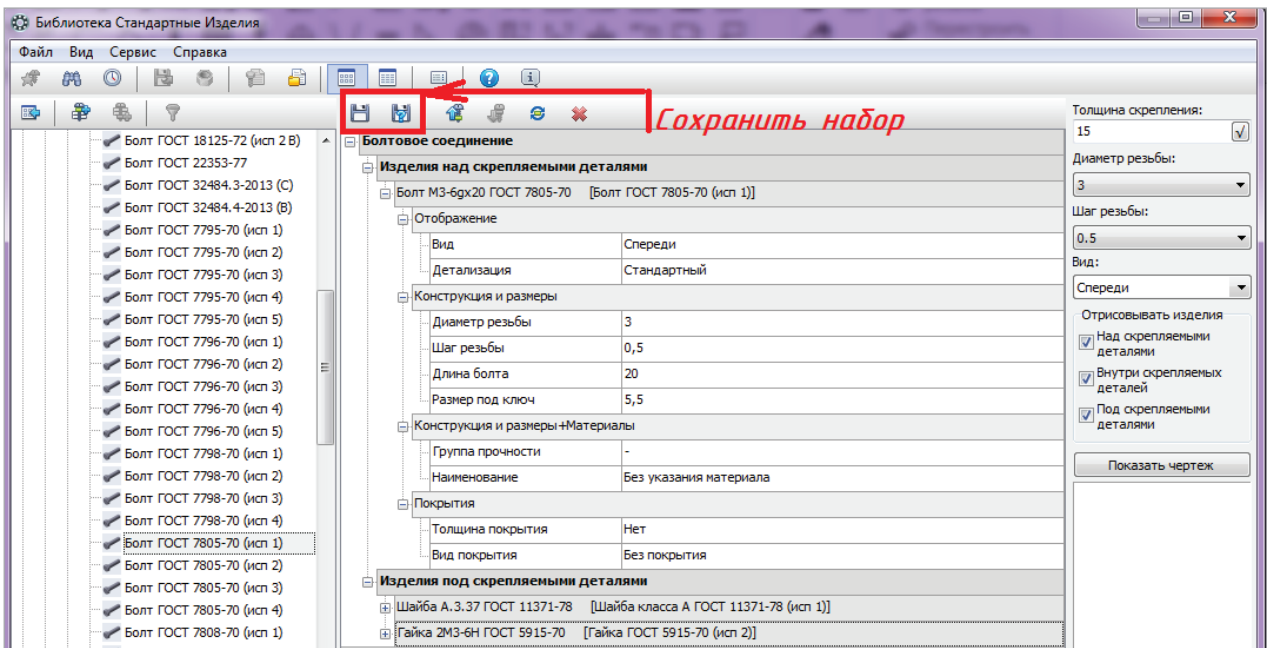 Библиотека Стандартные Изделия
Файл Вид Сервис Справка
Сохранить набор
Болт ГОСТ 18125-72 (исп 2 В)
Болт ГОСТ 22353-77
Болт ГОСТ 32484.3-2013 (С)
Болт ГОСТ 32484.4-2013 (В)
Болт ГОСТ 7795-70 (исп 1)
Болт ГОСТ 7795-70 (исп 2)
Болт ГОСТ 7795-70 (исп 3)
Болт ГОСТ 7795-70 (исп 4)
Болт ГОСТ 7795-70 (исп 5)
Болт ГОСТ 7796-70 (исп 1)
Болт ГОСТ 7796-70 (исп 2)
Болт ГОСТ 7796-70 (исп 3)
Болт ГОСТ 7796-70 (исп 4)
Болт ГОСТ 7796-70 (исп 5)
Болт ГОСТ 7798-70 (исп 1)
Болт ГОСТ 7798-70 (исп 2)
Болт ГОСТ 7798-70 (исп 3)
Болт ГОСТ 7798-70 (исп 4)
Болт ГОСТ 7805-70 (исп 1)
Болт ГОСТ 7805-70 (исп 2)
Болт ГОСТ 7805-70 (исп 3)
Болт ГОСТ 7805-70 (исп 4)
Болт ГОСТ 7808-70 (исп 1)
Болтовое соединение
Изделия над скрепляемыми деталями
Болт М3-6gx20 ГОСТ 7805-70 [Болт ГОСТ 7805-70 (исп 1)]
Отображение
Вид Спереди
Детализация Стандартный
Конструкция и размеры
Диаметр резьбы 3
Шаг резьбы 0,5
Длина болта 20
Размер под ключ 5,5
Конструкция и размеры+Материалы
Группа прочности -
Наименование Без указания материала
Покрытия
Толщина покрытия Нет
Вид покрытия Без покрытия
Изделия под скрепляемыми деталями
Шайба А.3.37 ГОСТ 11371-78 [Шайба класса А ГОСТ 11371-78 (исп 1)]
Гайка 2М3-6Н ГОСТ 5915-70 [Гайка ГОСТ 5915-70 (исп 2)]
Толщина скрепления:
15
Диаметр резьбы:
3
Шаг резьбы:
0.5
Вид:
Спереди
Отрисовывать изделия
Над скрепляемыми
деталями
Внутри скрепляемых
деталей
Под скрепляемыми
деталями
Показать чертеж